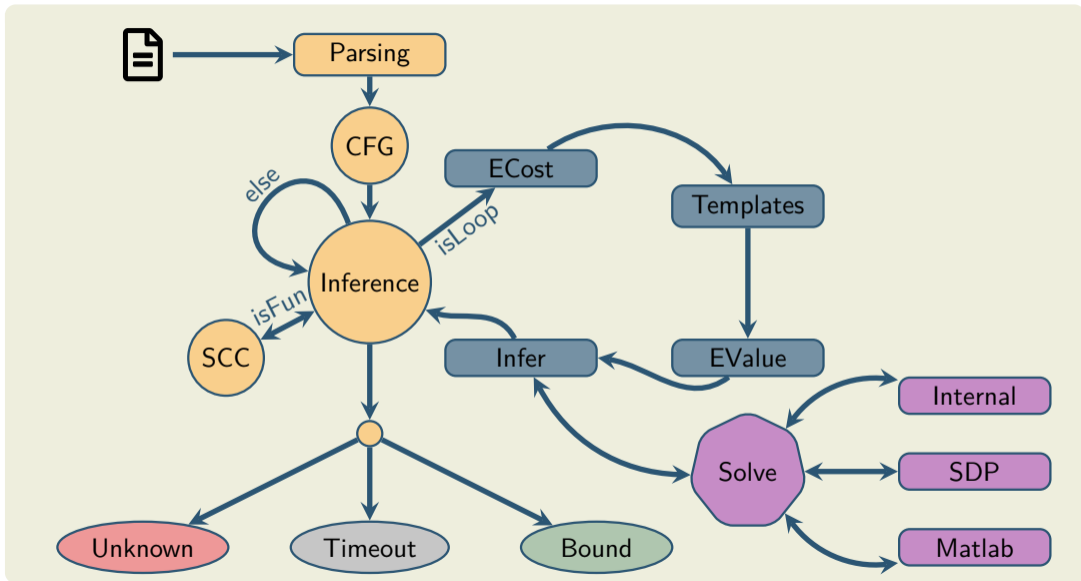 Parsing
CFG
ECost
else
isLoop
Templates
Inference
isFun
SCC
Infer
EValue
Internal
Solve
SDP
Unknown
Timeout
Bound
Matlab